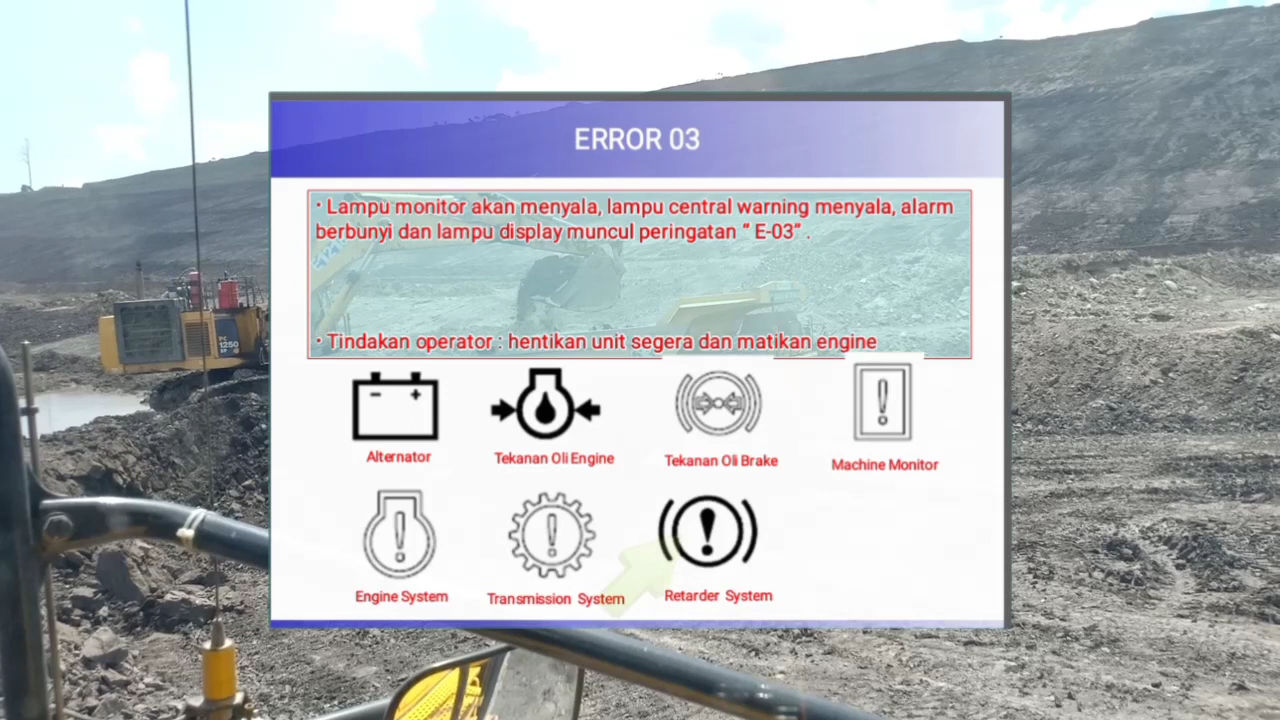 ERROR 03
· Lampu monitor akan menyala, lampu central warning menyala, alarm
berbunyi dan lampu display muncul peringatan “ E-03” .
· Tindakan operator : hentikan unit segera dan matikan engine
Alternator
Tekanan Oli Engine
Tekanan Oli Brake
Machine Monitor
Engine System
Transmission System
Retarder System
PC
1250